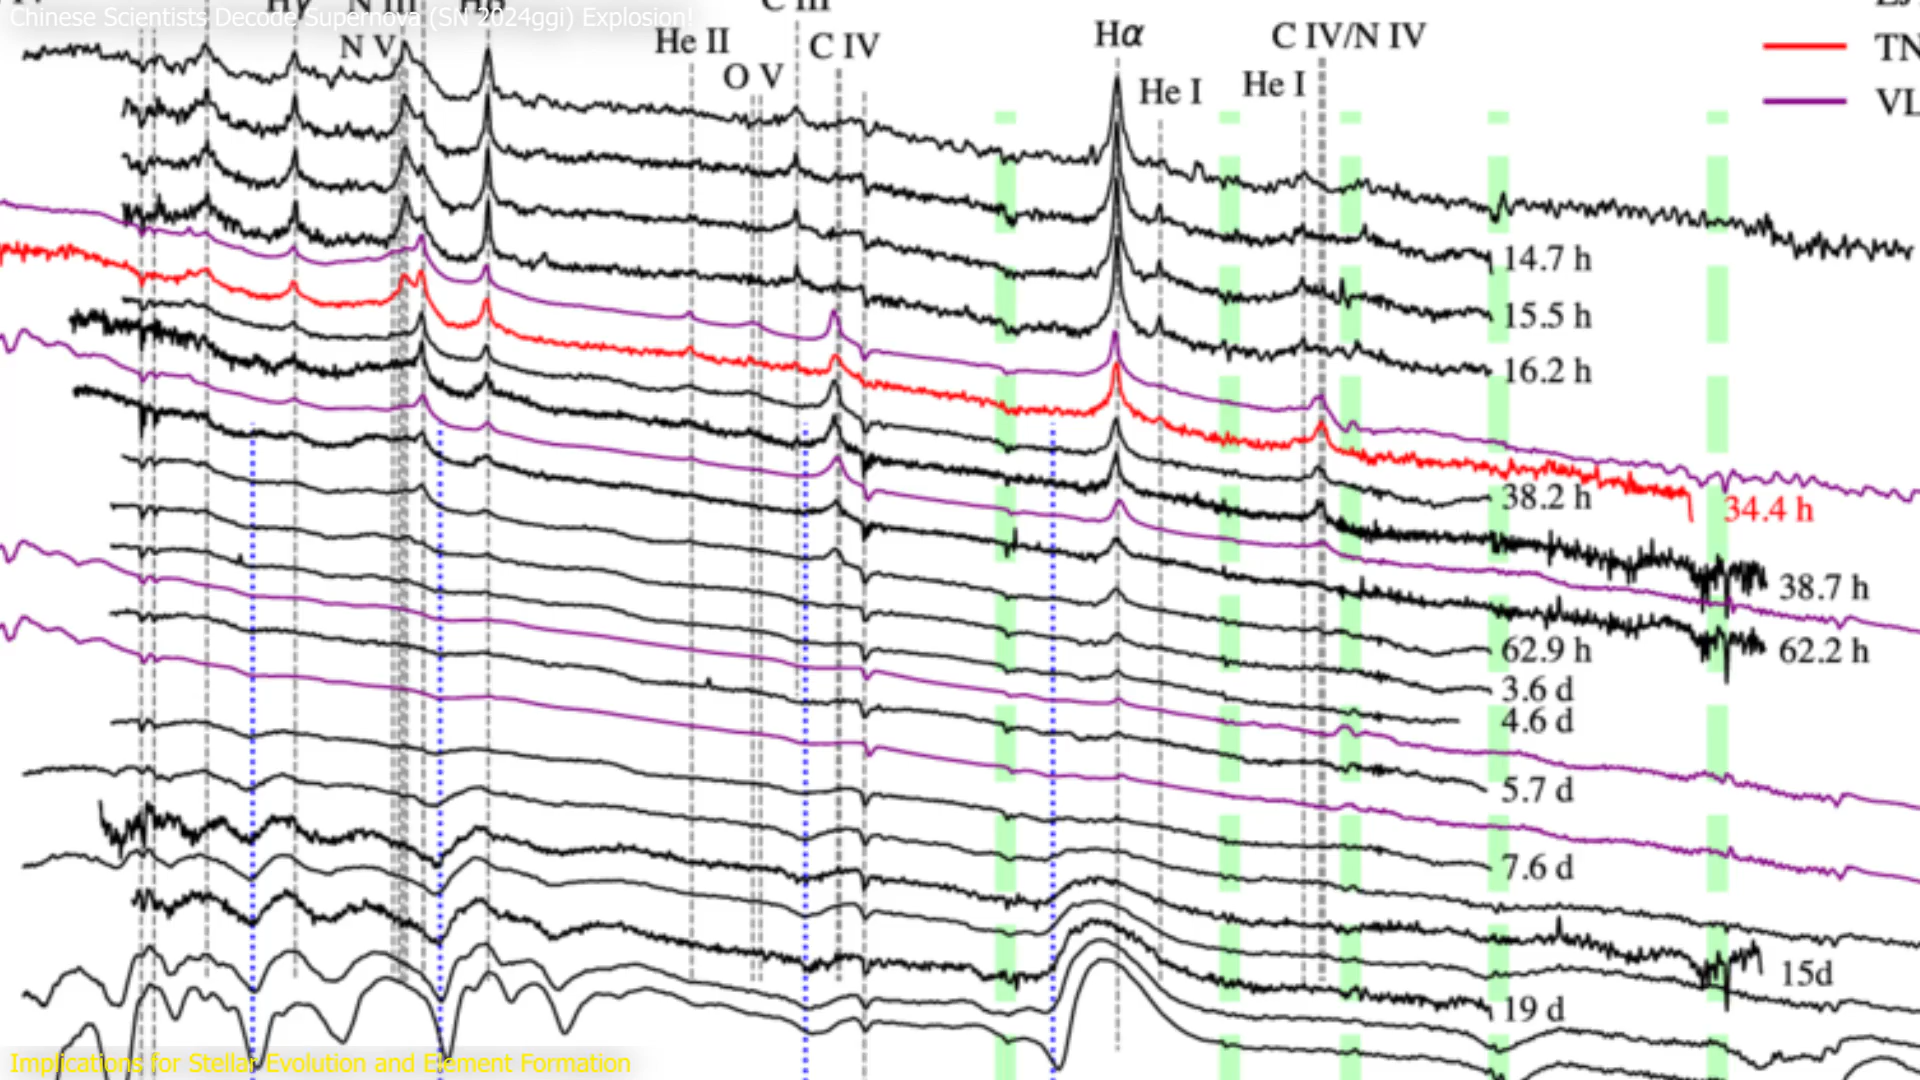 Chinese Scientists Decode Supernova (SN 2024ggi) Explosion!
C III
N V
He II
C IV
O V
Hα
C IV/N IV
He I
He I
TN
VL
14.7 h
15.5 h
16.2 h
38.2 h
34.4 h
38.7 h
62.9 h
62.2 h
3.6 d
4.6 d
5.7 d
7.6 d
15d
19 d
Implications for Stellar Evolution and Element Formation